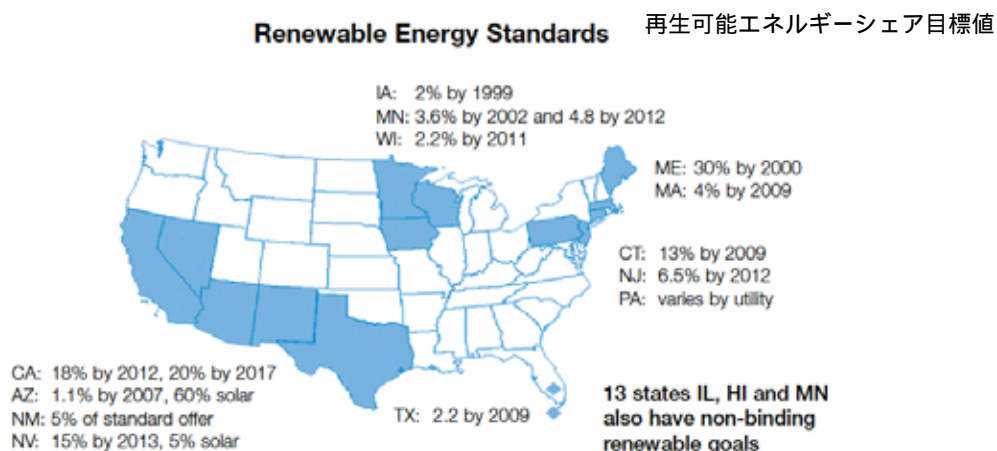 Renewable Energy Standards
再生可能エネルギーシェア目標値
IA: 2% by 1999
MN: 3.6% by 2002 and 4.8 by 2012
WI: 2.2% by 2011
ME: 30% by 2000
MA: 4% by 2009
CT: 13% by 2009
NJ: 6.5% by 2012
PA: varies by utility
CA: 18% by 2012, 20% by 2017
AZ: 1.1% by 2007, 60% solar
NM: 5% of standard offer
NV: 15% by 2013, 5% solar
TX: 2.2 by 2009
13 states IL, HI and MN
also have non-binding
renewable goals